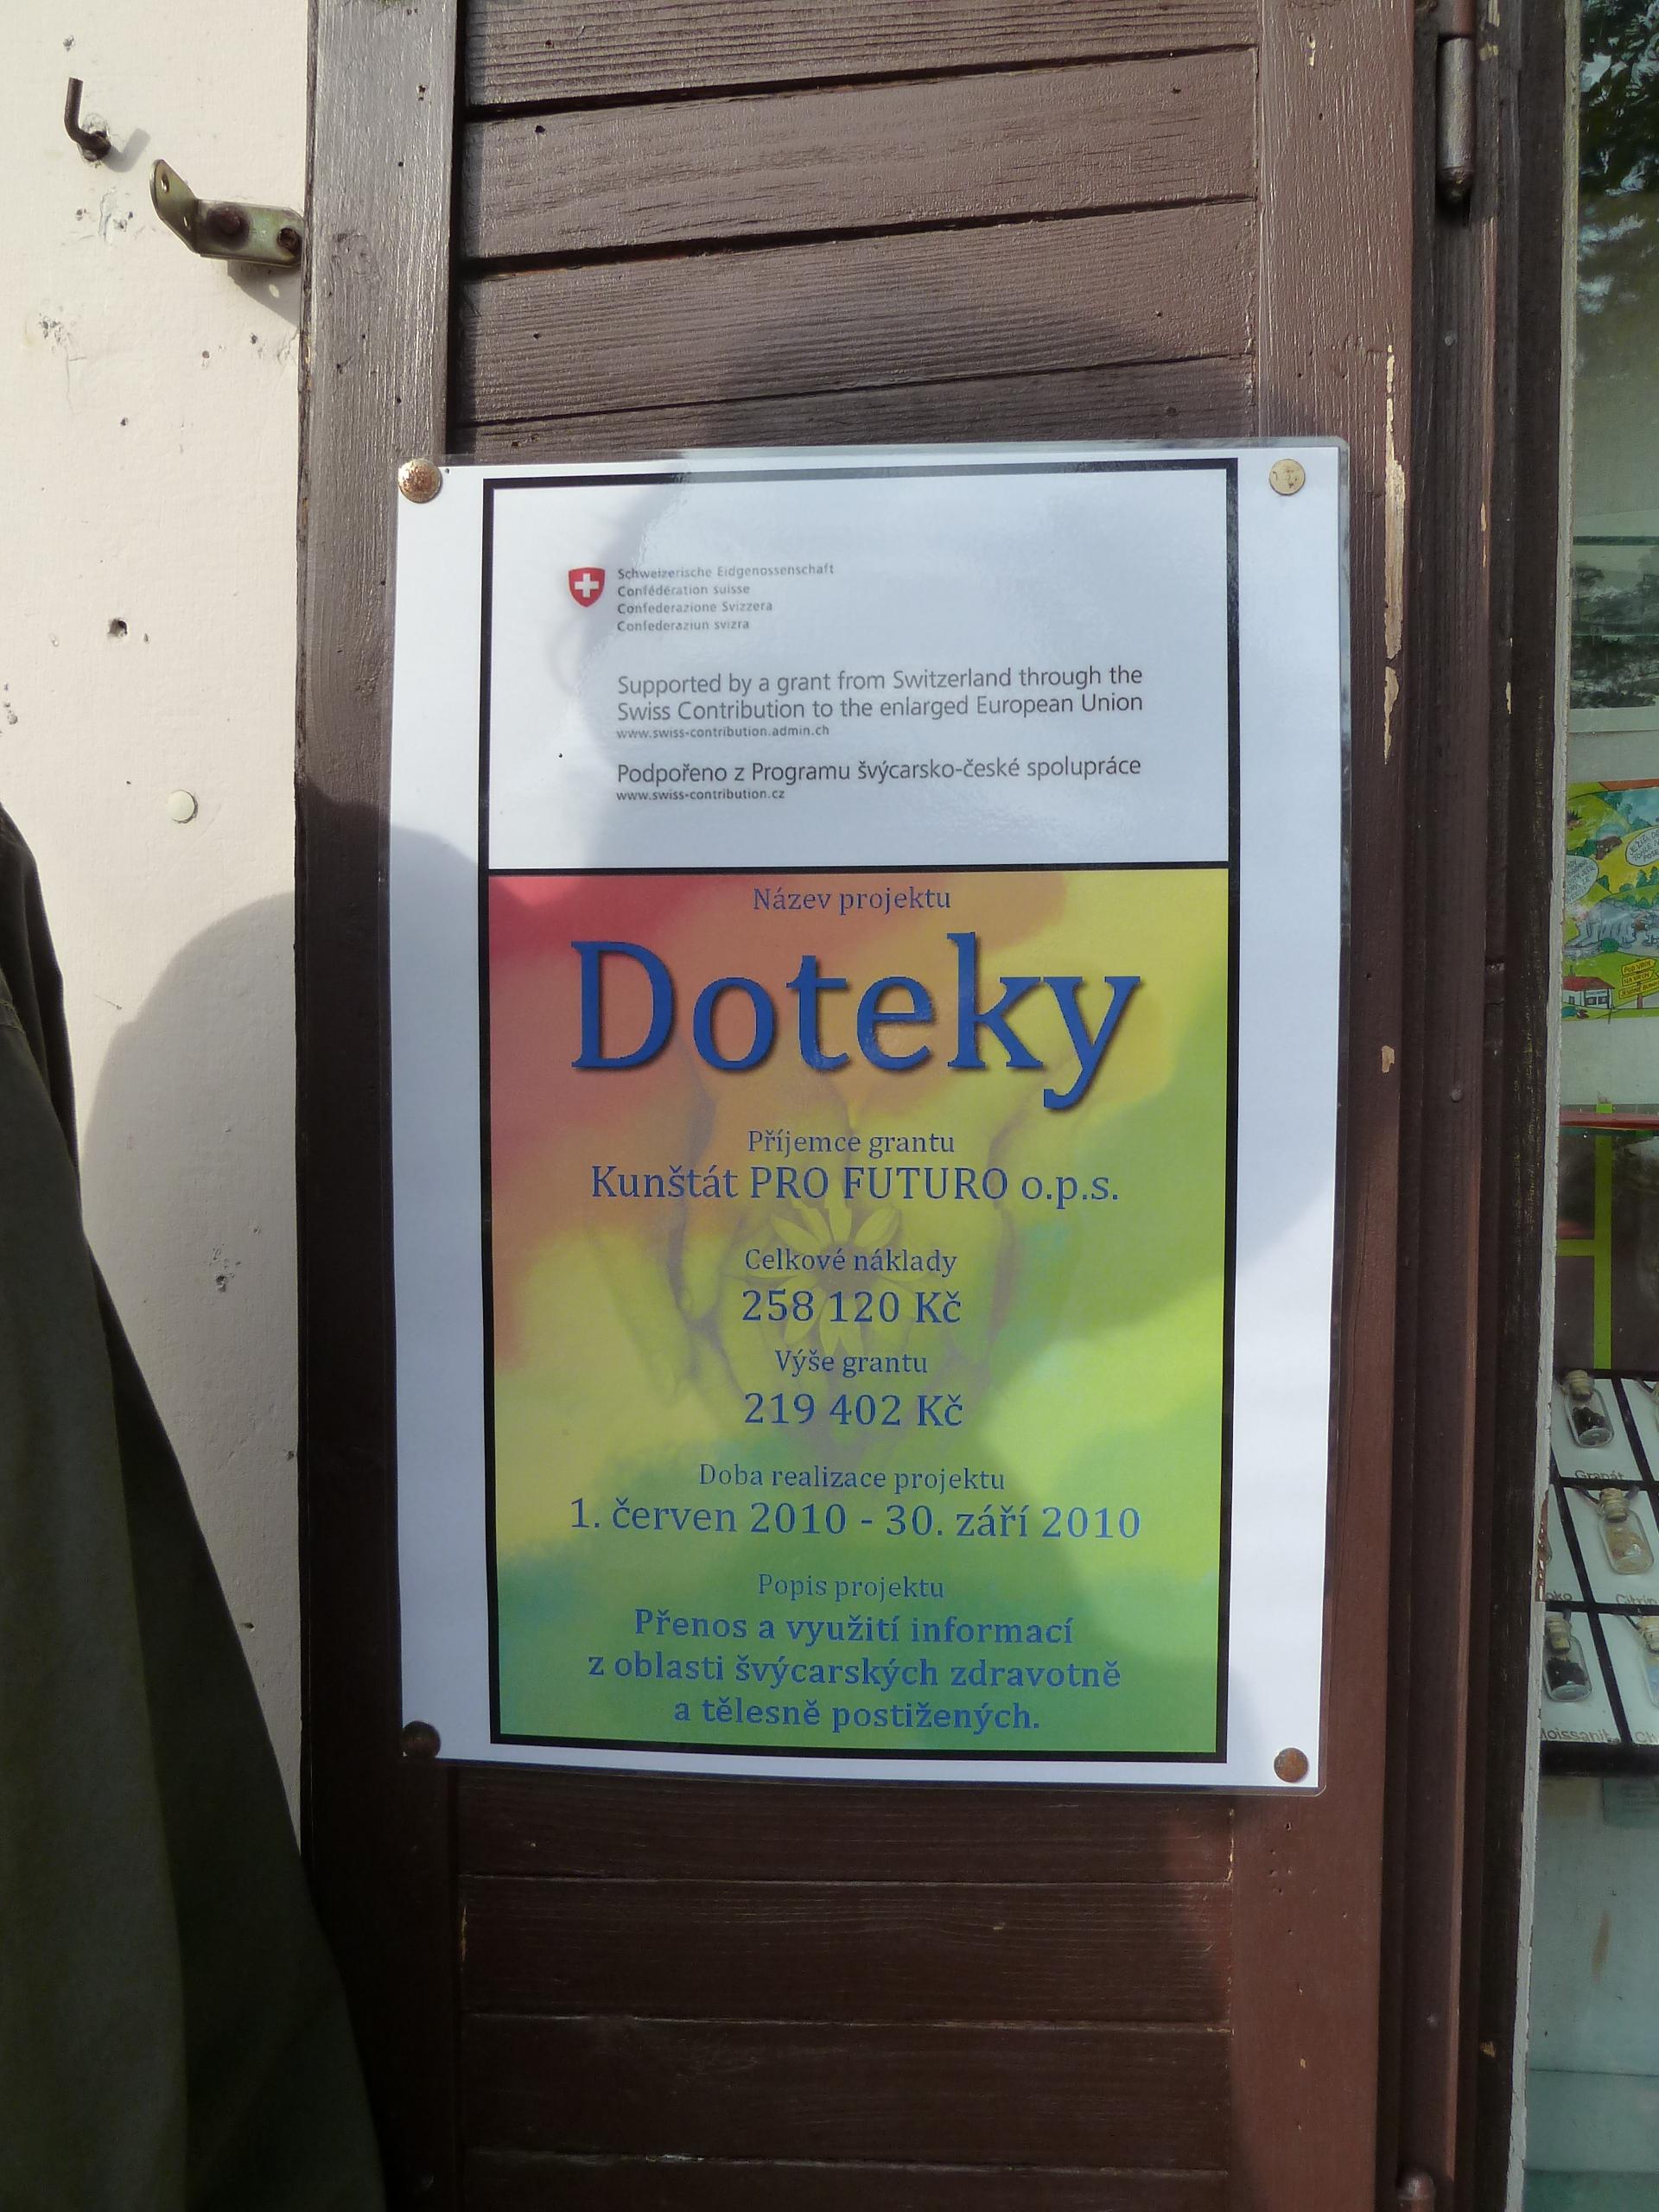 Schweizerische Eidgenossenschaft
Confédération suisse
Confederazione Svizzera
Confederaziun svizra
Supported by a grant from Switzerland through the
Swiss Contribution to the enlarged European Union
www.swiss-contribution.admin.ch
Podpořeno z Programu švýcarsko-české spolupráce
www.swiss-contribution.cz
Název projektu
Doteky
Příjemce grantu
Kunštát PRO FUTURO o.p.s.
Celkové náklady
258 120 Kč
Výše grantu
219 402 Kč
Doba realizace projektu
1. červen 2010 - 30. září 2010
Popis projektu
Přenos a využití informací
z oblasti švýcarských zdravotně
a tělesně postižených.
Granát
Citrín